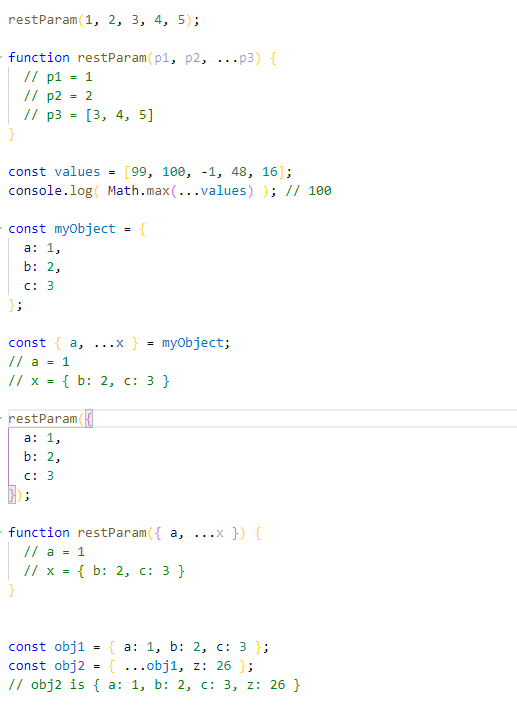 restParam(1, 2, 3, 4, 5);
function restParam(p1, p2, ...p3) {
// p1 = 1
// p2 = 2
// p3 = [3, 4, 5]
}
const values = [99, 100, -1, 48, 16];
console.log( Math.max(...values) ); // 100
const myObject = {
a: 1,
b: 2,
c: 3
};
const { a, ...x } = myObject;
// a = 1
// x = { b: 2, c: 3 }
restParam({
a: 1,
b: 2,
c: 3
});
function restParam({ a, ...x }) {
// a = 1
// x = { b: 2, c: 3 }
}
const obj1 = { a: 1, b: 2, c: 3 };
const obj2 = { ...obj1, z: 26 };
// obj2 is { a: 1, b: 2, c: 3, z: 26 }